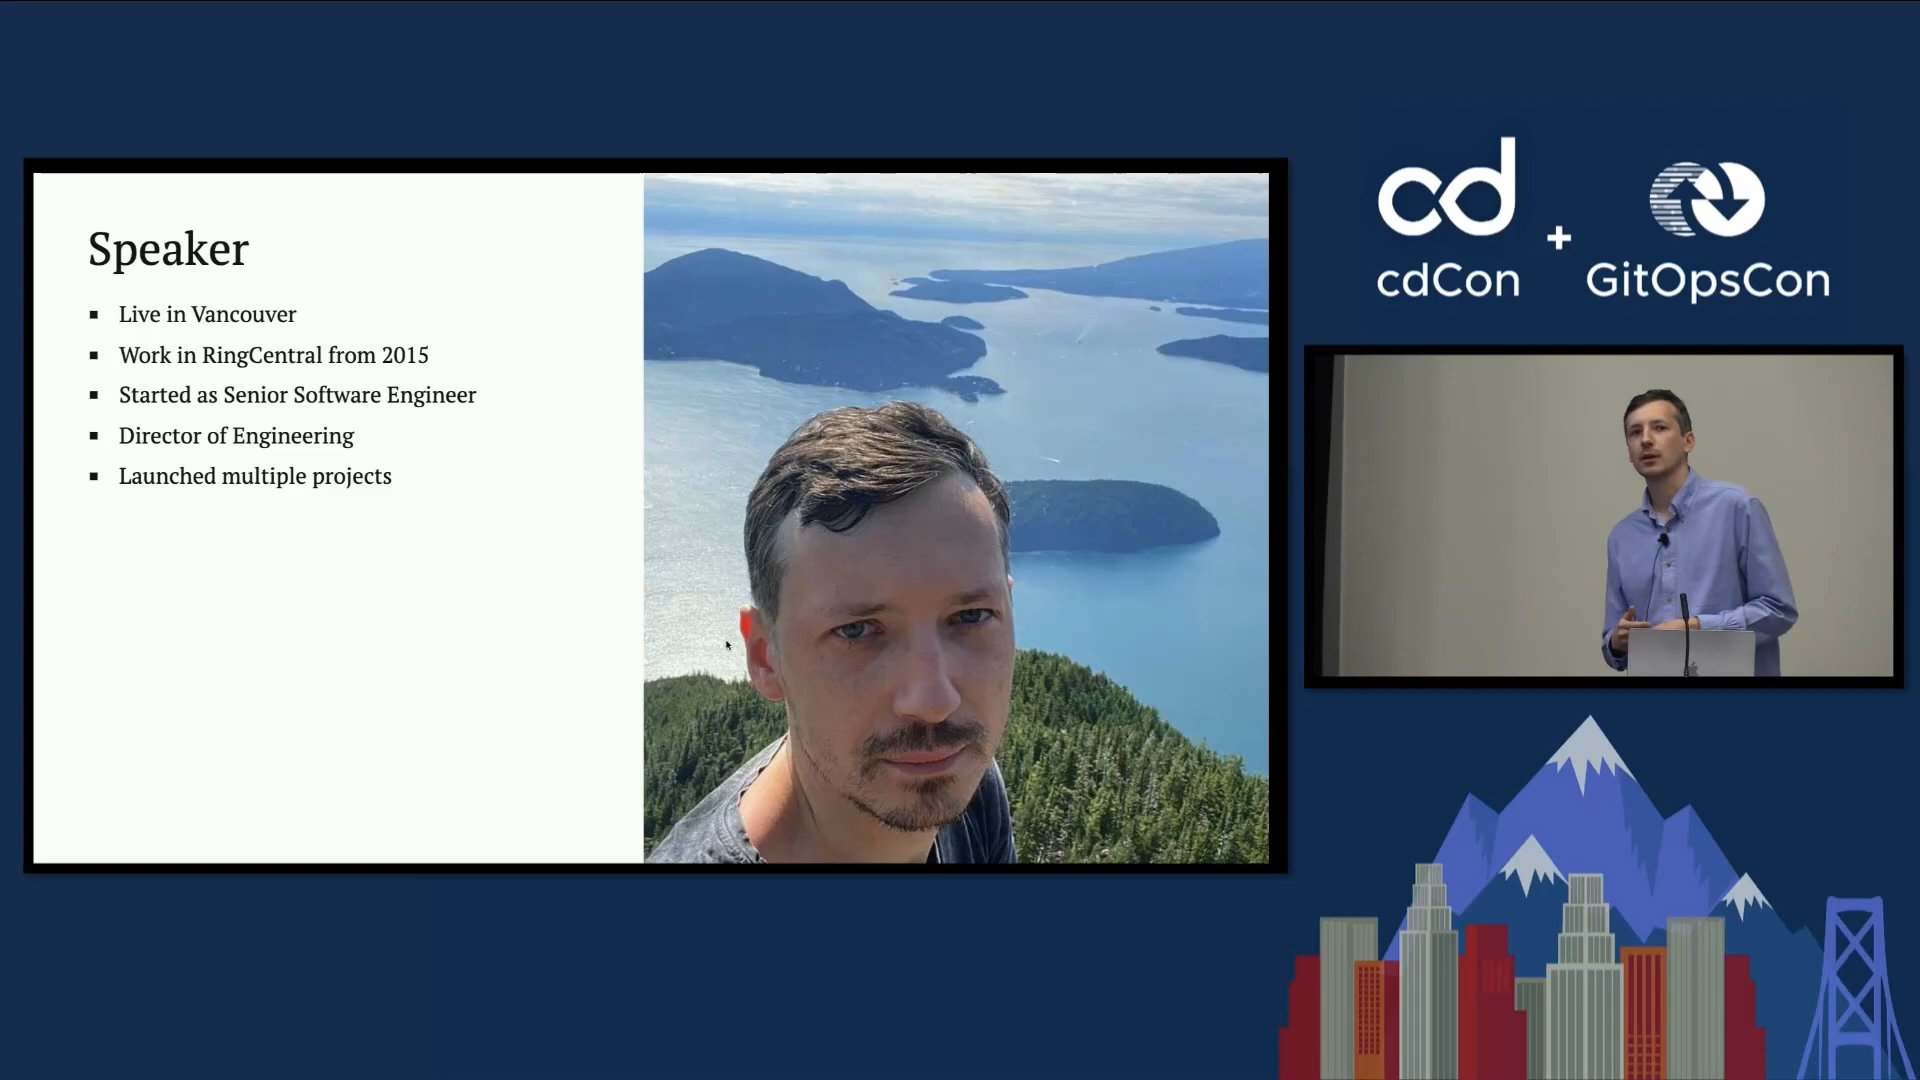 Speaker
▪ Live in Vancouver
▪ Work in RingCentral from 2015
▪ Started as Senior Software Engineer
▪ Director of Engineering
▪ Launched multiple projects
cd + 
cdCon
GitOpsCon